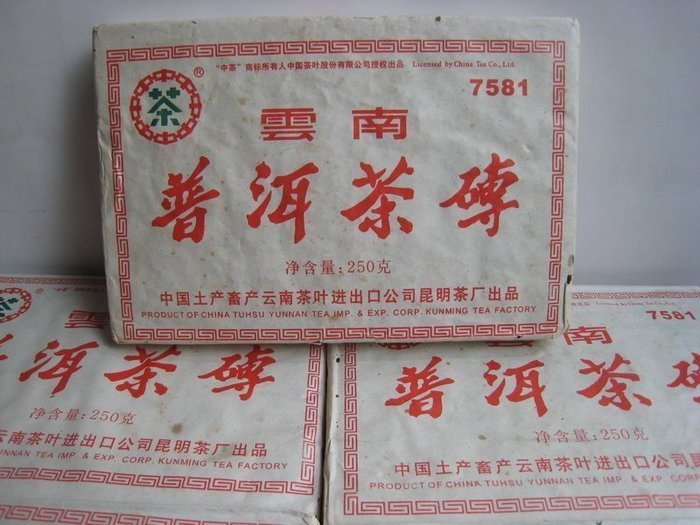 "中茶"商标所有人中国茶叶股份有限公司授权出品 Licensed by China Tea Co., Ltd/
茶 ®
7581
雲南
普洱茶磚
净含量:250克
中国土产畜产云南茶叶进出口公司昆明茶厂出品
PRODUCT OF CHINA TUHSU YUNNAN TEA IMP. & EXP. CORP. KUNMING TEA FACTORY
雲南
普洱茶磚
净含量:250克
云南茶叶进出口公司昆明茶厂出品
YUNNAN TEA IMP. & EXP. CORP. KUNMING TEA FACTORY
7581
雲南
普洱茶磚
净含量:250克
中国土产畜产云南茶叶进出口公司昆明茶厂
PRODUCT OF CHINA TUHSU YUNNAN TEA IMP. & EXP. CORP. KUNMING TEA FACT